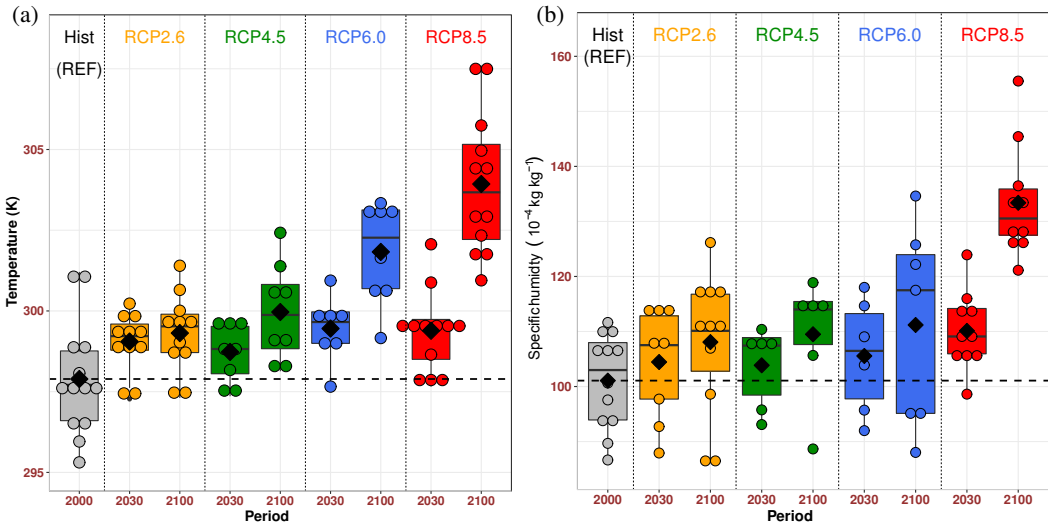 (a)
Hist
(REF)
RCP2.6
RCP4.5
RCP6.0
RCP8.5
Temperature (K)
305
300
295
2000
2030
2100
2030
2100
2030
2100
2030
2100
Period
(b)
Hist
(REF)
RCP2.6
RCP4.5
RCP6.0
RCP8.5
Specifichumidity ( 10⁻⁴ kg kg⁻¹)
160
140
120
100
2000
2030
2100
2030
2100
2030
2100
2030
2100
Period